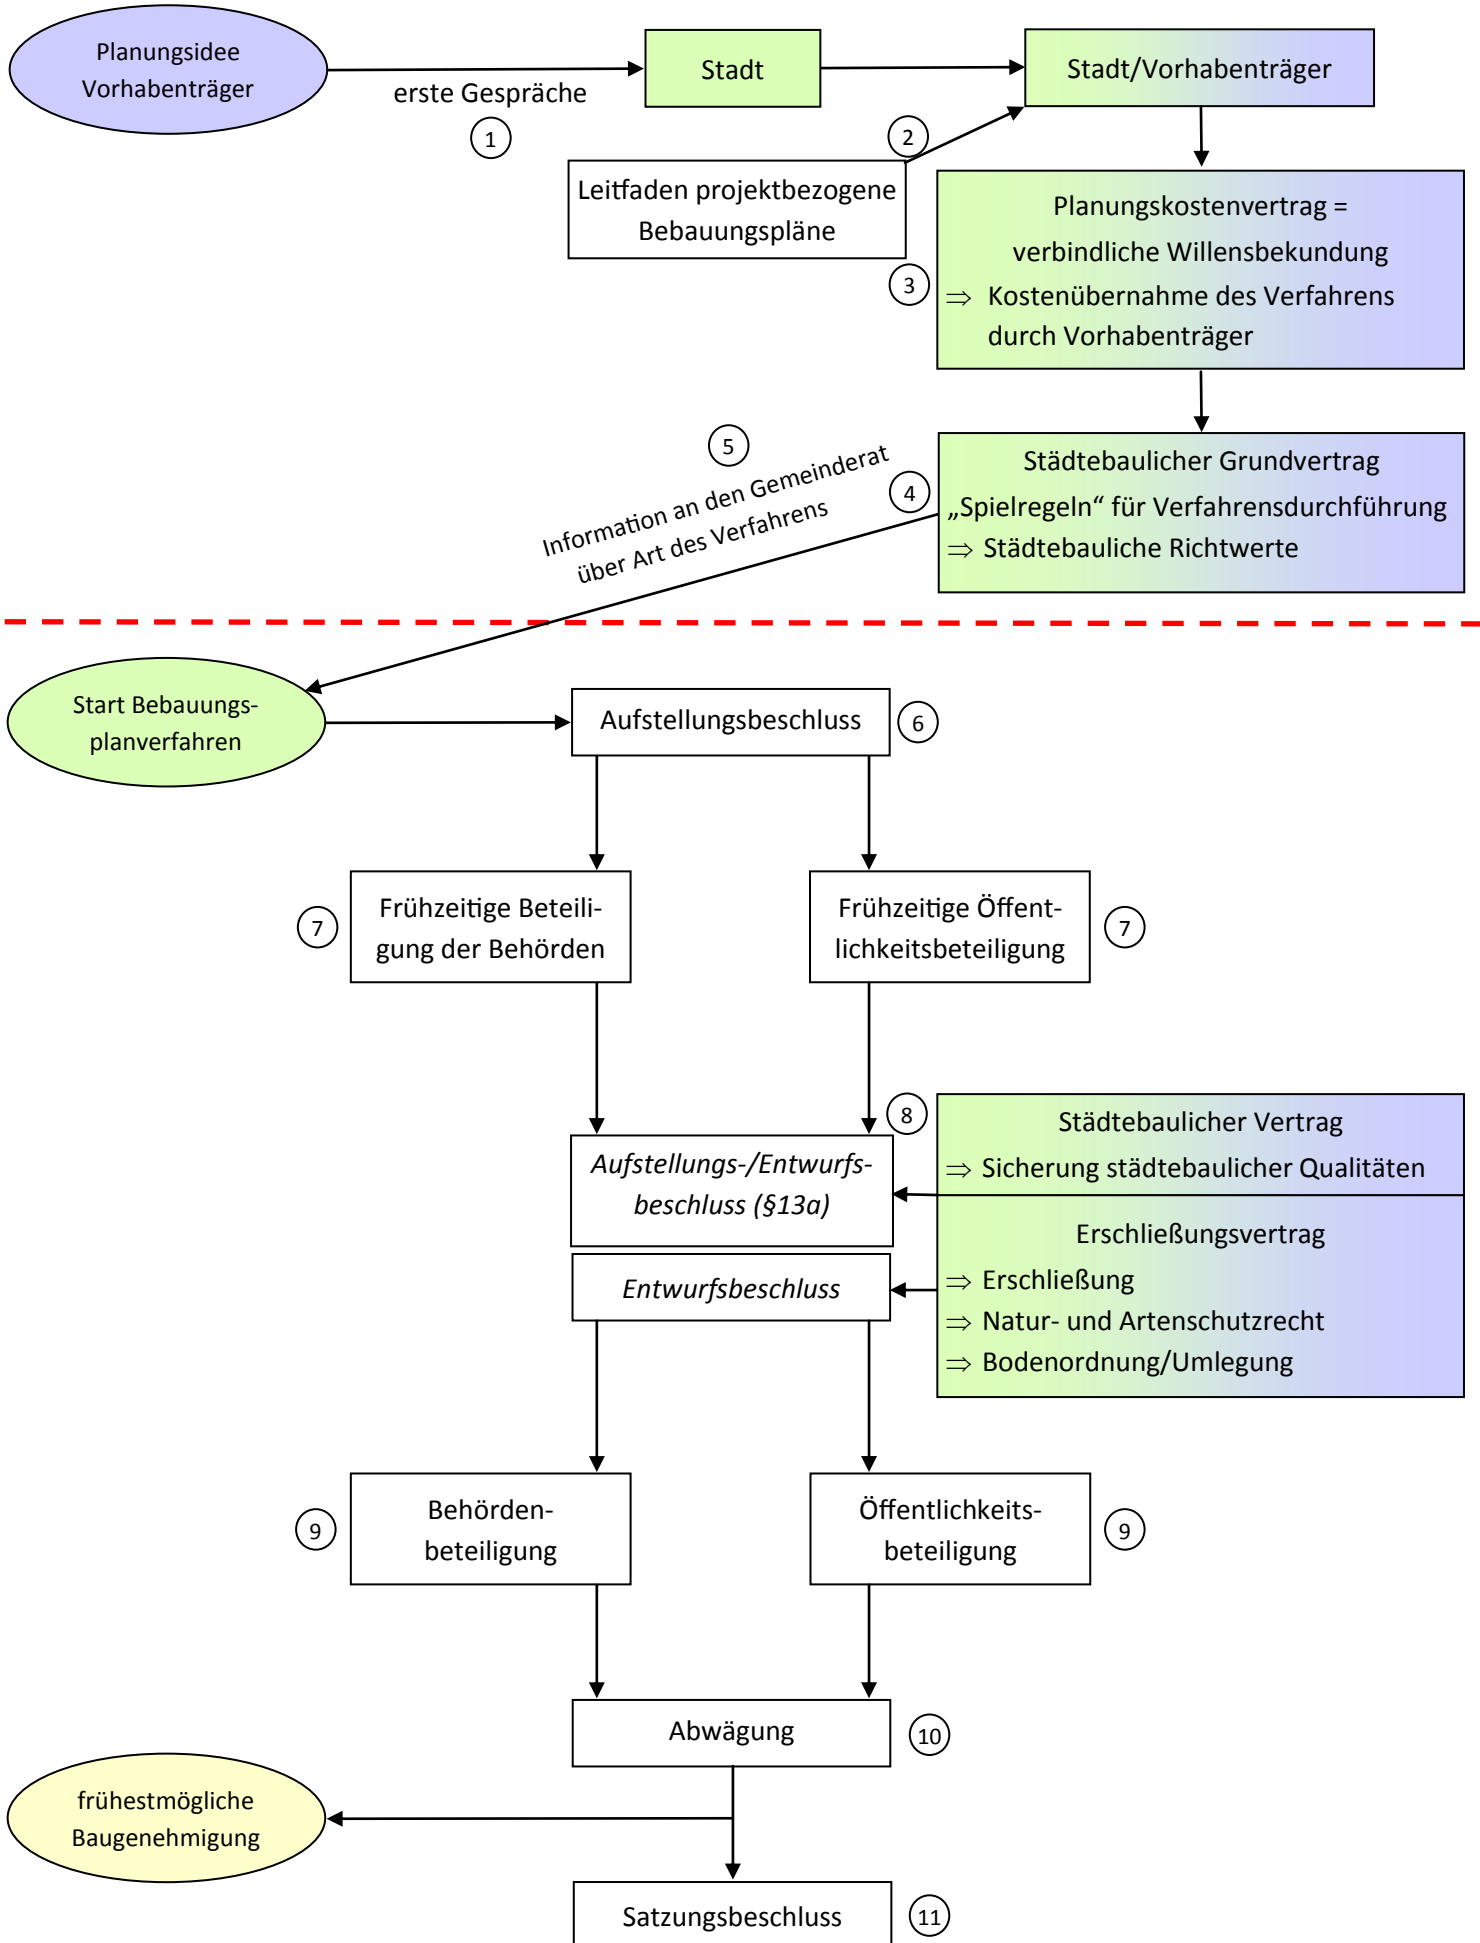 Planungsidee
Vorhabenträger
erste Gespräche
1
Stadt
Stadt/Vorhabenträger
2
Leitfaden projektbezogene
Bebauungspläne
3
Planungskostenvertrag =
verbindliche Willensbekundung
⇒ Kostenübernahme des Verfahrens
durch Vorhabenträger
4
Städtebaulicher Grundvertrag
„Spielregeln“ für Verfahrensdurchführung
⇒ Städtebauliche Richtwerte
5
Information an den Gemeinderat
über Art des Verfahrens
Start Bebauungs-
planverfahren
Aufstellungsbeschluss
6
7
Frühzeitige Beteili-
gung der Behörden
Frühzeitige Öffent-
lichkeitsbeteiligung
7
8
Aufstellungs-/Entwurfs-
beschluss (§13a)
Städtebaulicher Vertrag
⇒ Sicherung städtebaulicher Qualitäten
Entwurfsbeschluss
Erschließungsvertrag
⇒ Erschließung
⇒ Natur- und Artenschutzrecht
⇒ Bodenordnung/Umlegung
9
Behörden-
beteiligung
Öffentlichkeits-
beteiligung
9
Abwägung
10
frühestmögliche
Baugenehmigung
Satzungsbeschluss
11